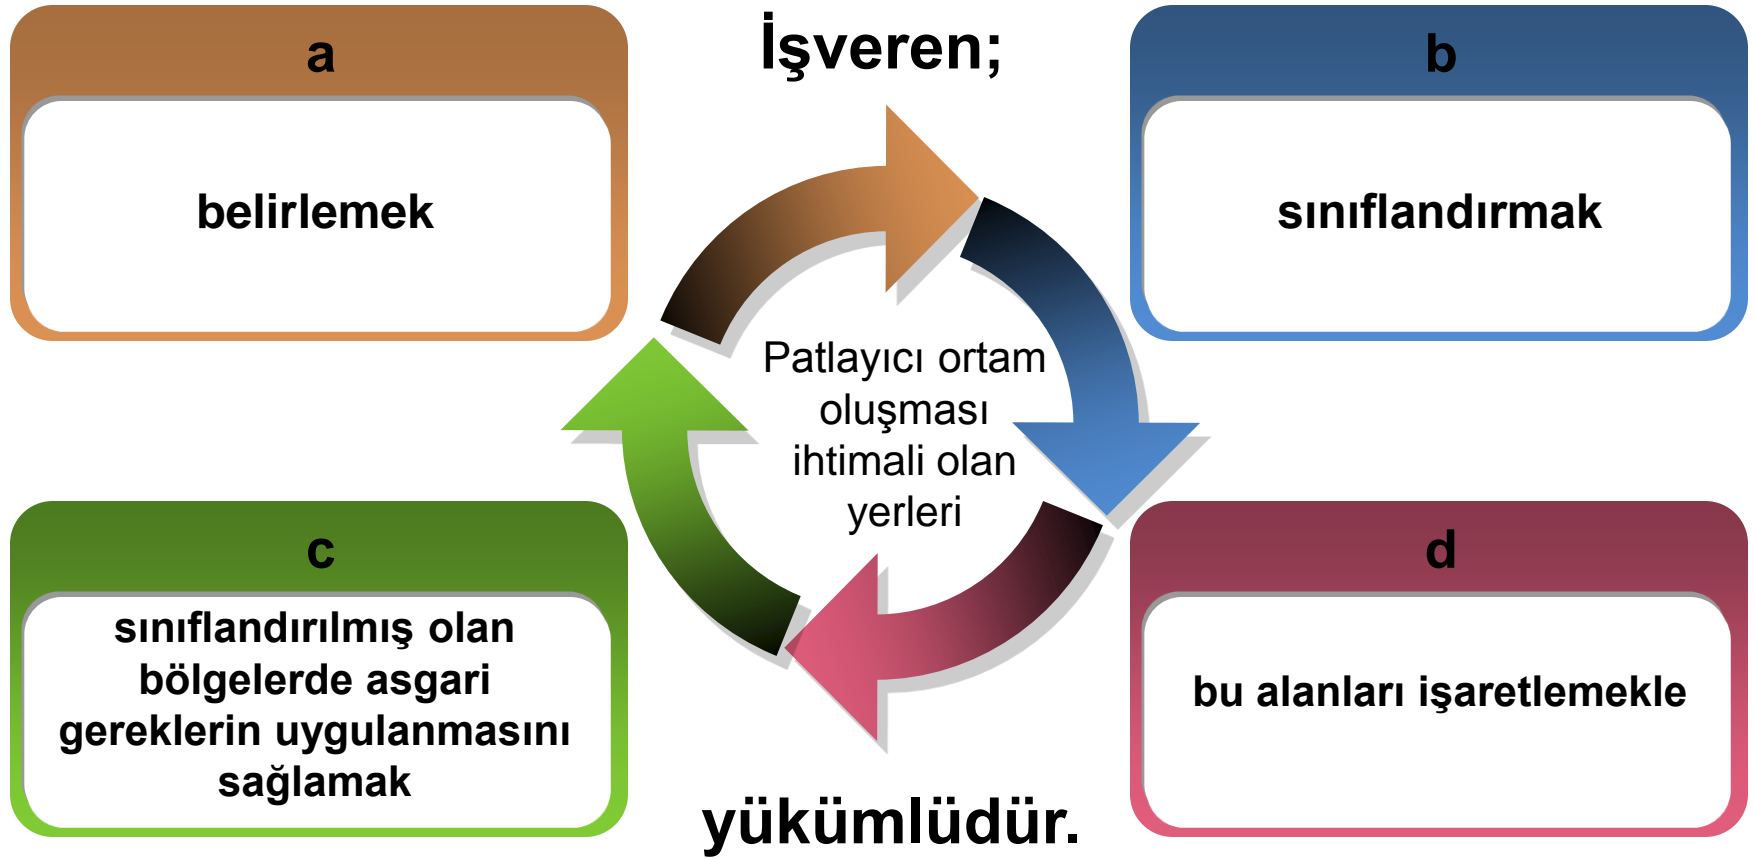 İşveren;
a
belirlemek
b
sınıflandırmak
Patlayıcı ortam
oluşması
ihtimali olan
yerleri
c
sınıflandırılmış olan
bölgelerde asgari
gereklerin uygulanmasını
sağlamak
d
bu alanları işaretlemekle
yükümlüdür.